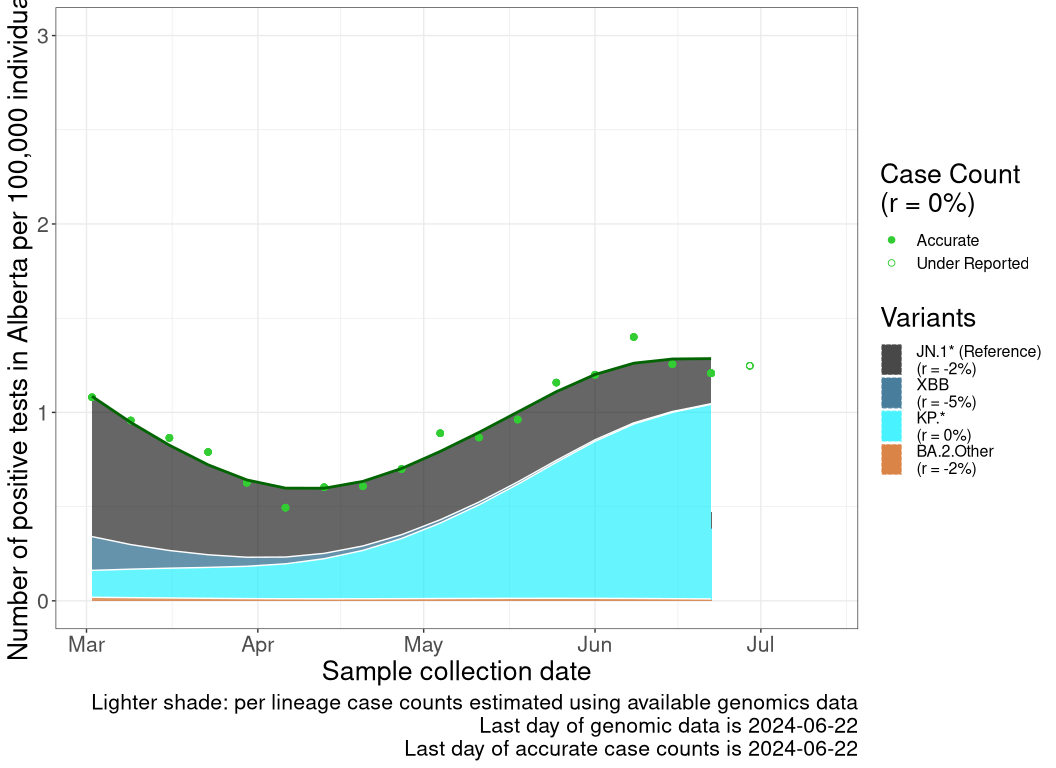 Number of positive tests in Alberta per 100,000
3
2
1
0
Mar Apr May Jun Jul
Sample collection date
Lighter shade: per lineage case counts estimated using available genomics data
Last day of genomic data is 2024-06-22
Last day of accurate case counts is 2024-06-22
Case Count
(r = 0%)
Accurate
Under Reported
Variants
JN.1* (Reference)
(r = -2%)
XBB
(r = -5%)
KP.*
(r = 0%)
BA.2.Other
(r = -2%)